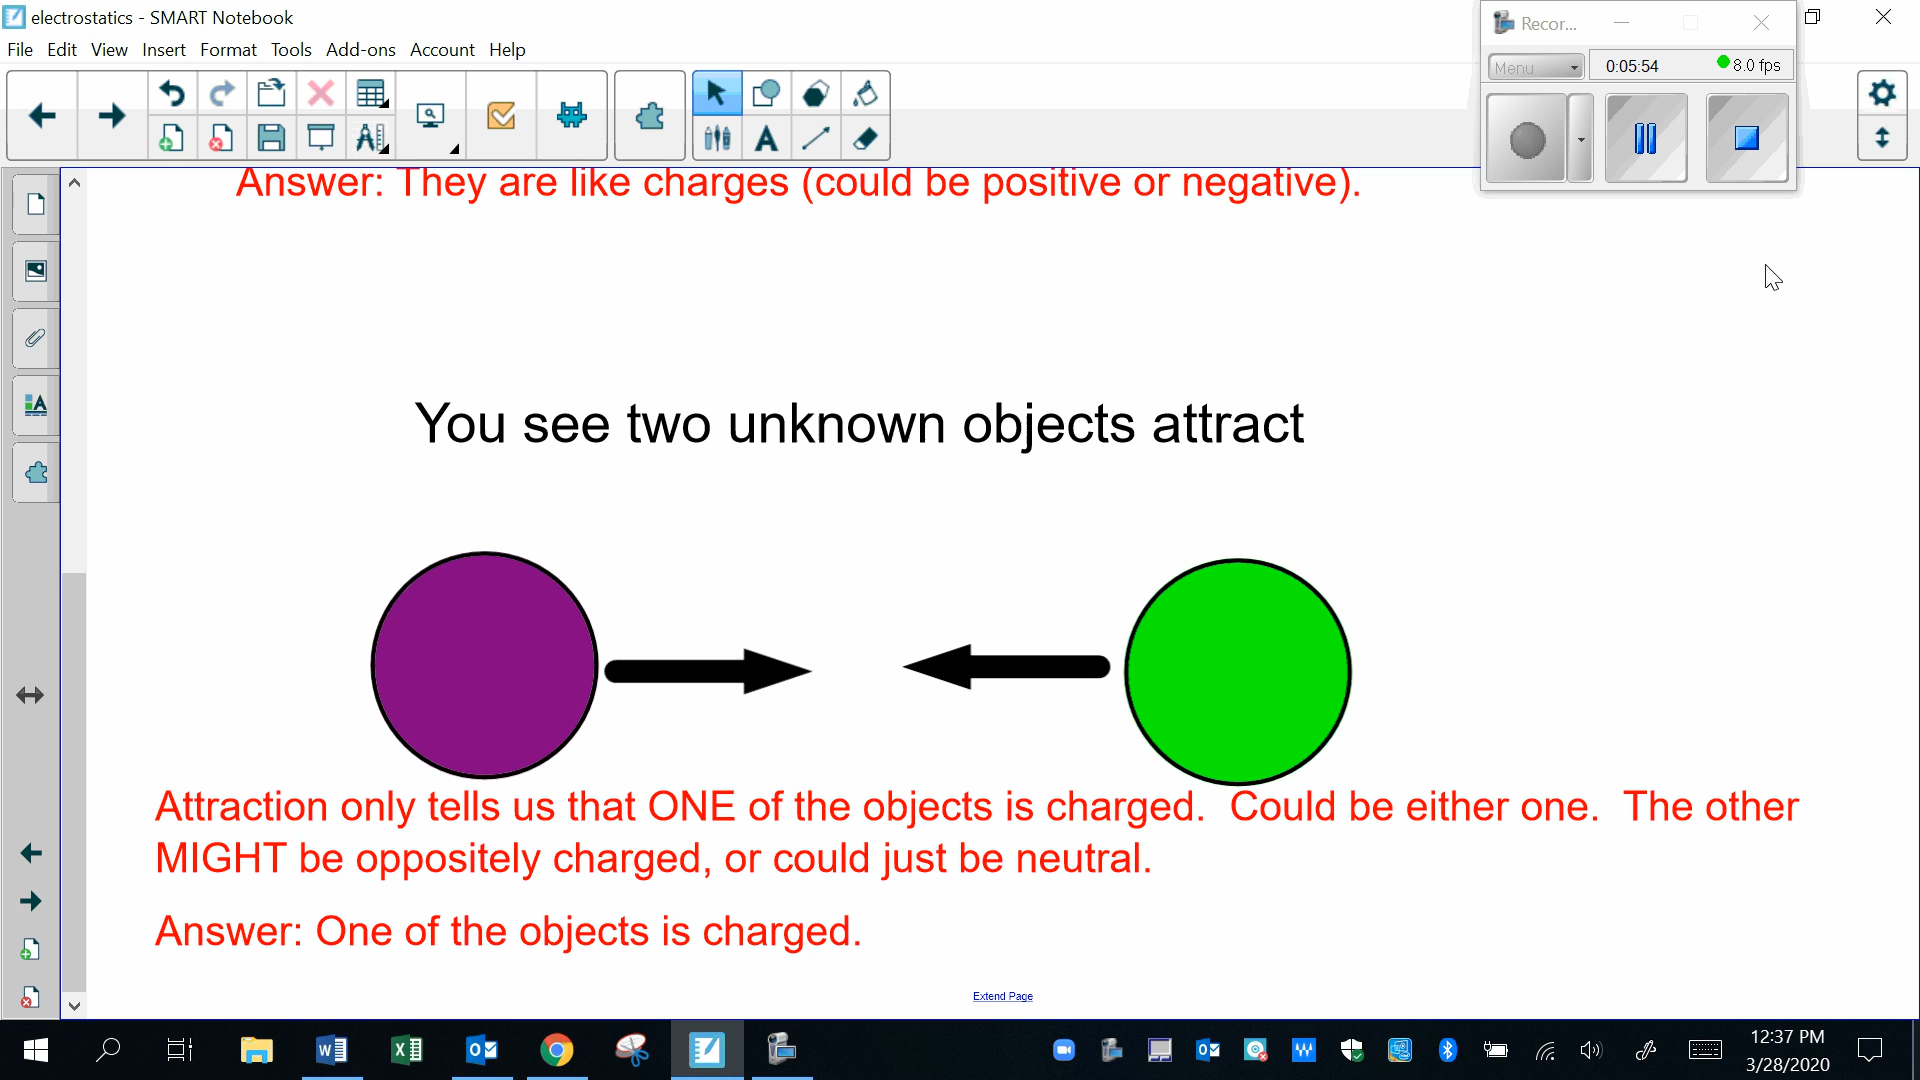 electrostatics - SMART Notebook
File Edit View Insert Format Tools Add-ons Account Help
Recor...
Menu
0:05:54
8.0 fps
Answer: They are like charges (could be positive or negative).
You see two unknown objects attract
Attraction only tells us that ONE of the objects is charged. Could be either one. The other
MIGHT be oppositely charged, or could just be neutral.
Answer: One of the objects is charged.
Extend Page
12:37 PM
3/28/2020